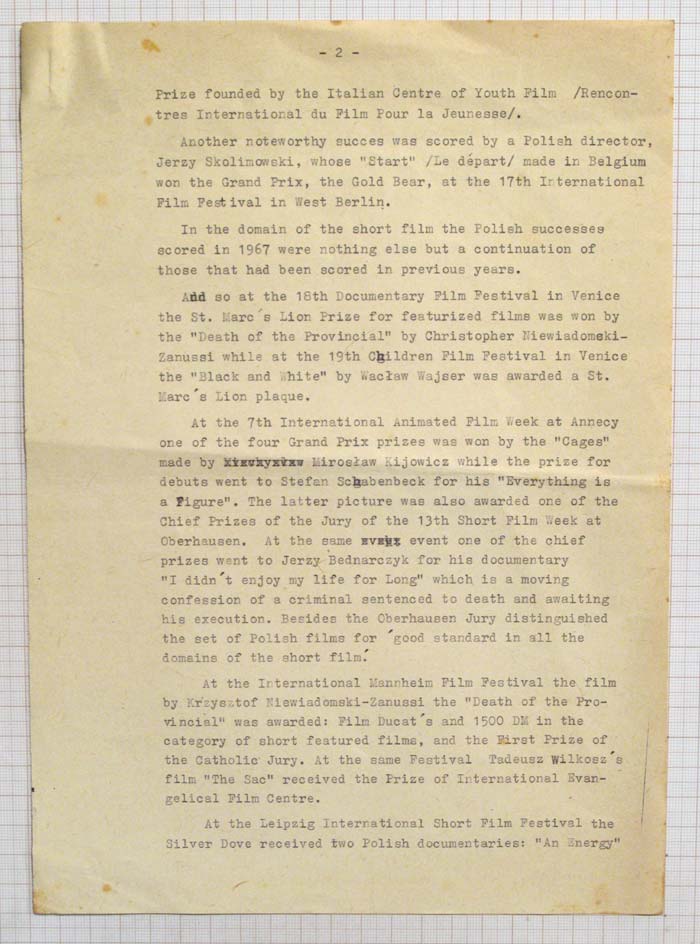 - 2 -
Prize founded by the Italian Centre of Youth Film /Rencon-
tres International du Film Pour la Jeunesse/.
Another noteworthy succes was scored by a Polish director,
Jerzy Skolimowski, whose "Start" /Le départ/ made in Belgium
won the Grand Prix, the Gold Bear, at the 17th International
Film Festival in West Berlin.
In the domain of the short film the Polish successes
scored in 1967 were nothing else but a continuation of
those that had been scored in previous years.
And so at the 18th Documentary Film Festival in Venice
the St. Marc´s Lion Prize for featurized films was won by
the "Death of the Provincial" by Christopher Niewiadomski-
Zanussi while at the 19th Children Film Festival in Venice
the "Black and White" by Wacław Wajser was awarded a St.
Marc´s Lion plaque.
At the 7th International Animated Film Week at Annecy
one of the four Grand Prix prizes was won by the "Cages"
made by Mirosław Kijowicz while the prize for
debuts went to Stefan Schabenbeck for his "Everything is
a Figure". The latter picture was also awarded one of the
Chief Prizes of the Jury of the 13th Short Film Week at
Oberhausen. At the same event one of the chief
prizes went to Jerzy Bednarczyk for his documentary
"I didn´t enjoy my life for Long" which is a moving
confession of a criminal sentenced to death and awaiting
his execution. Besides the Oberhausen Jury distinguished
the set of Polish films for ´good standard in all the
domains of the short film.´
At the International Mannheim Film Festival the film
by Krzysztof Niewiadomski-Zanussi the "Death of the Pro-
vincial" was awarded: Film Ducat´s and 1500 DM in the
category of short featured films, and the First Prize of
the Catholic Jury. At the same Festival Tadeusz Wilkosz´s
film "The Sac" received the Prize of International Evan-
gelical Film Centre.
At the Leipzig International Short Film Festival the
Silver Dove received two Polish documentaries: "An Energy"